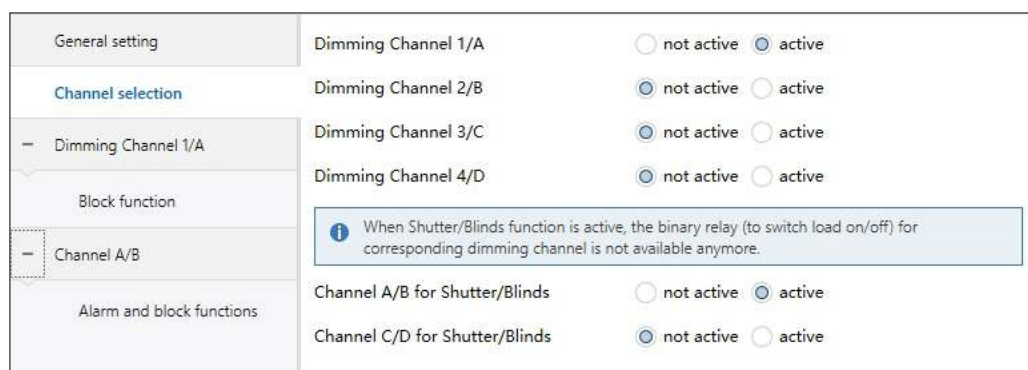 General setting
Channel selection
Dimming Channel 1/A
Block function
Channel A/B
Alarm and block functions
Dimming Channel 1/A not active active
Dimming Channel 2/B not active active
Dimming Channel 3/C not active active
Dimming Channel 4/D not active active
When Shutter/Blinds function is active, the binary relay (to switch load on/off) for
corresponding dimming channel is not available anymore.
Channel A/B for Shutter/Blinds not active active
Channel C/D for Shutter/Blinds not active active